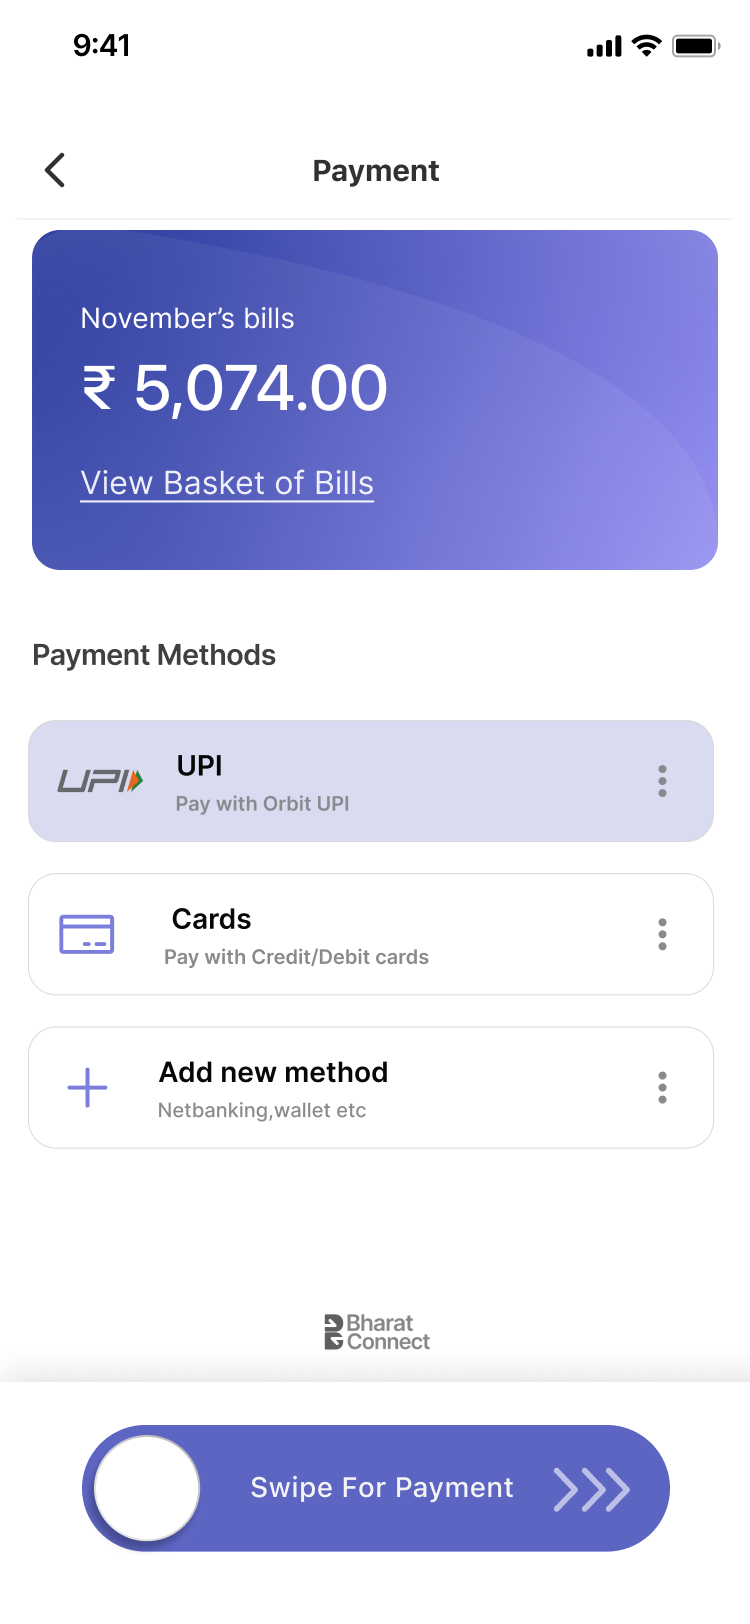 9:41
Payment
November’s bills
₹ 5,074.00
View Basket of Bills
Payment Methods
UPI
UPI
Pay with Orbit UPI
Cards
Pay with Credit/Debit cards
Add new method
Netbanking,wallet etc
Bharat
Connect
Swipe For Payment